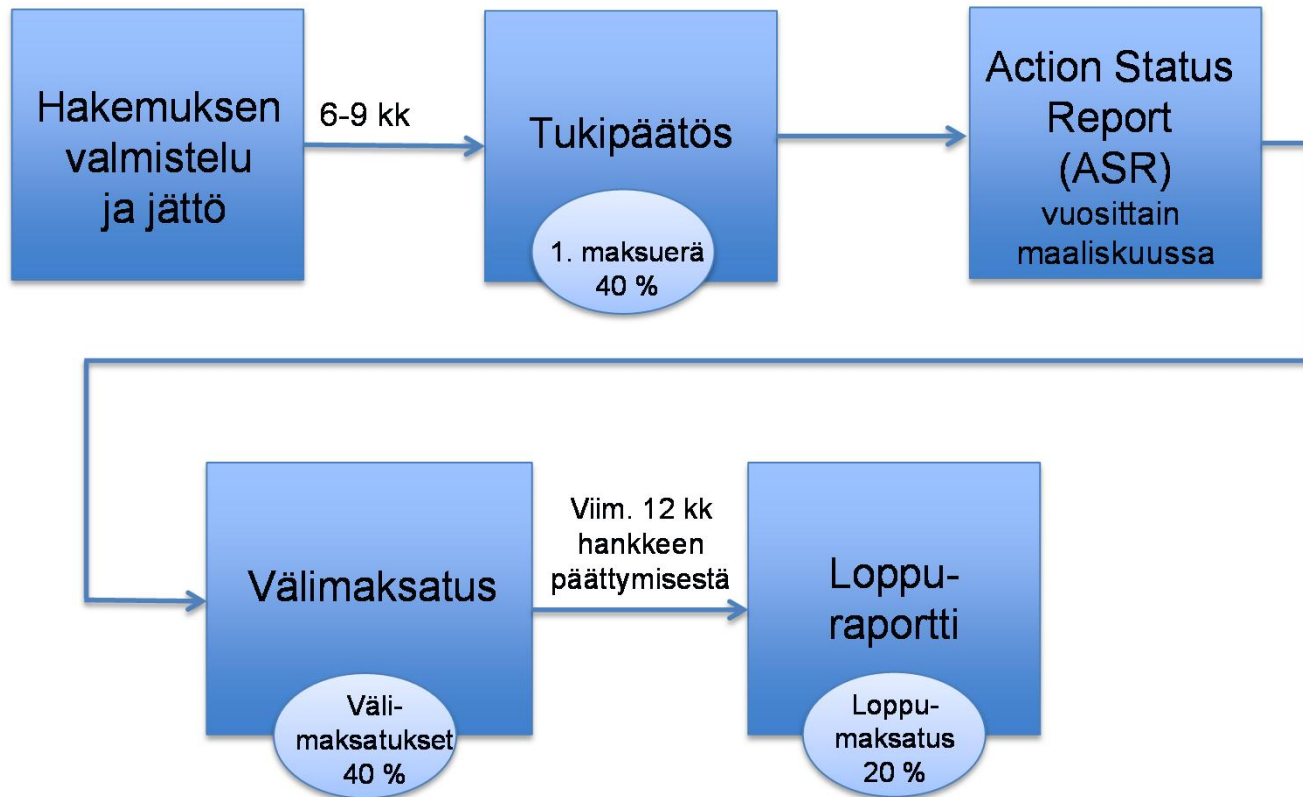 Hakemuksen
valmistelu
ja jättö
6-9 kk
Tukipäätös
1. maksuerä
40 %
Action Status
Report
(ASR)
vuosittain
maaliskuussa
Välimaksatus
Väli-
maksatukset
40 %
Viim. 12 kk
hankkeen
päättymisestä
Loppu-
raportti
Loppu-
maksatus
20 %